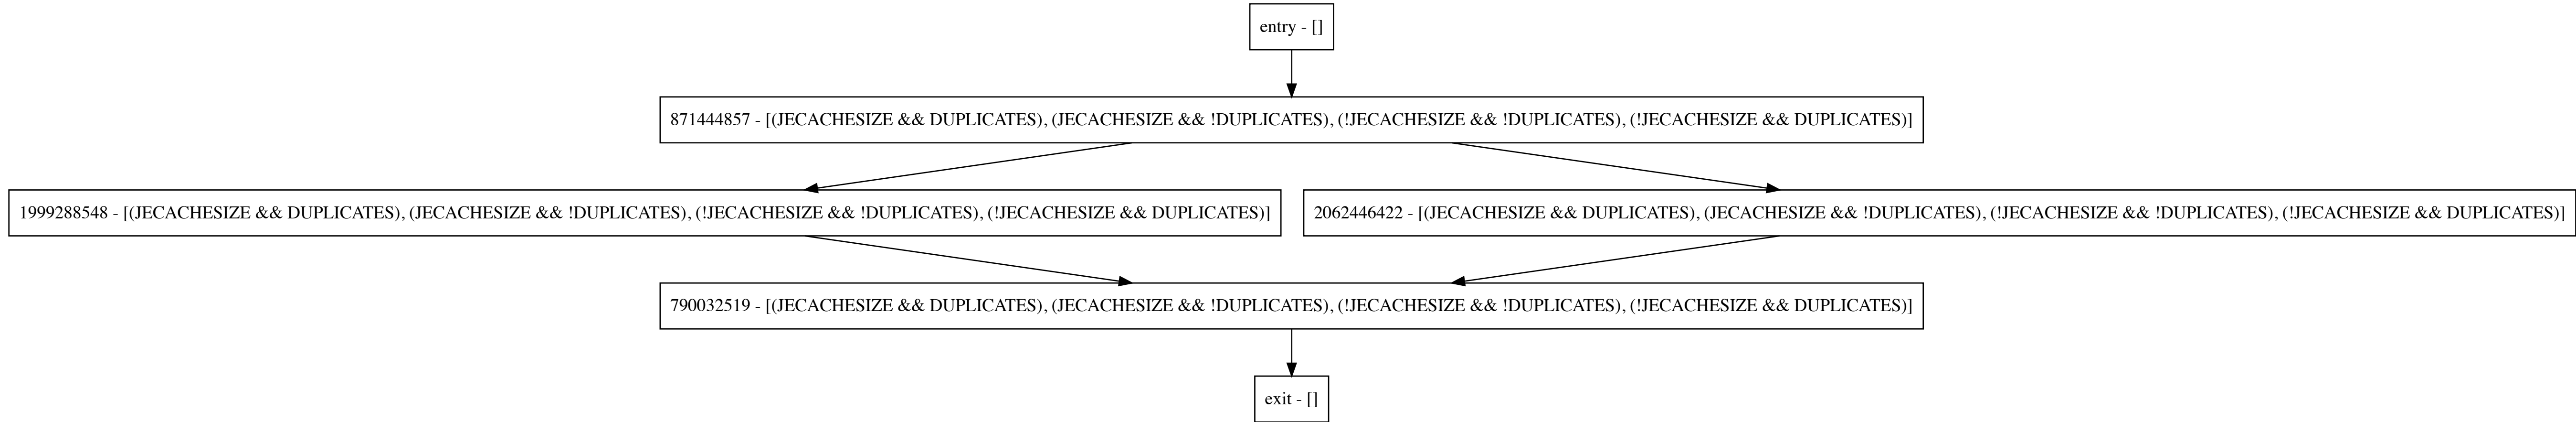 entry - []
871444857 - [(JECACHESIZE && DUPLICATES), (JECACHESIZE && !DUPLICATES), (!JECACHESIZE && !DUPLICATES), (!JECACHESIZE && DUPLICATES)]
1999288548 - [(JECACHESIZE && DUPLICATES), (JECACHESIZE && !DUPLICATES), (!JECACHESIZE && !DUPLICATES), (!JECACHESIZE && DUPLICATES)]
2062446422 - [(JECACHESIZE && DUPLICATES), (JECACHESIZE && !DUPLICATES), (!JECACHESIZE && !DUPLICATES), (!JECACHESIZE && DUPLICATES)]
790032519 - [(JECACHESIZE && DUPLICATES), (JECACHESIZE && !DUPLICATES), (!JECACHESIZE && !DUPLICATES), (!JECACHESIZE && DUPLICATES)]
exit - []